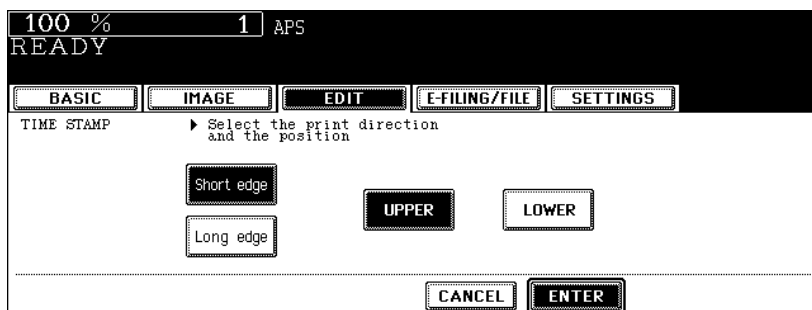 100 % 1 APS
READY
BASIC IMAGE EDIT E-FILING/FILE SETTINGS
TIME STAMP ▶ Select the print direction
and the position
Short edge
UPPER LOWER
Long edge
CANCEL ENTER